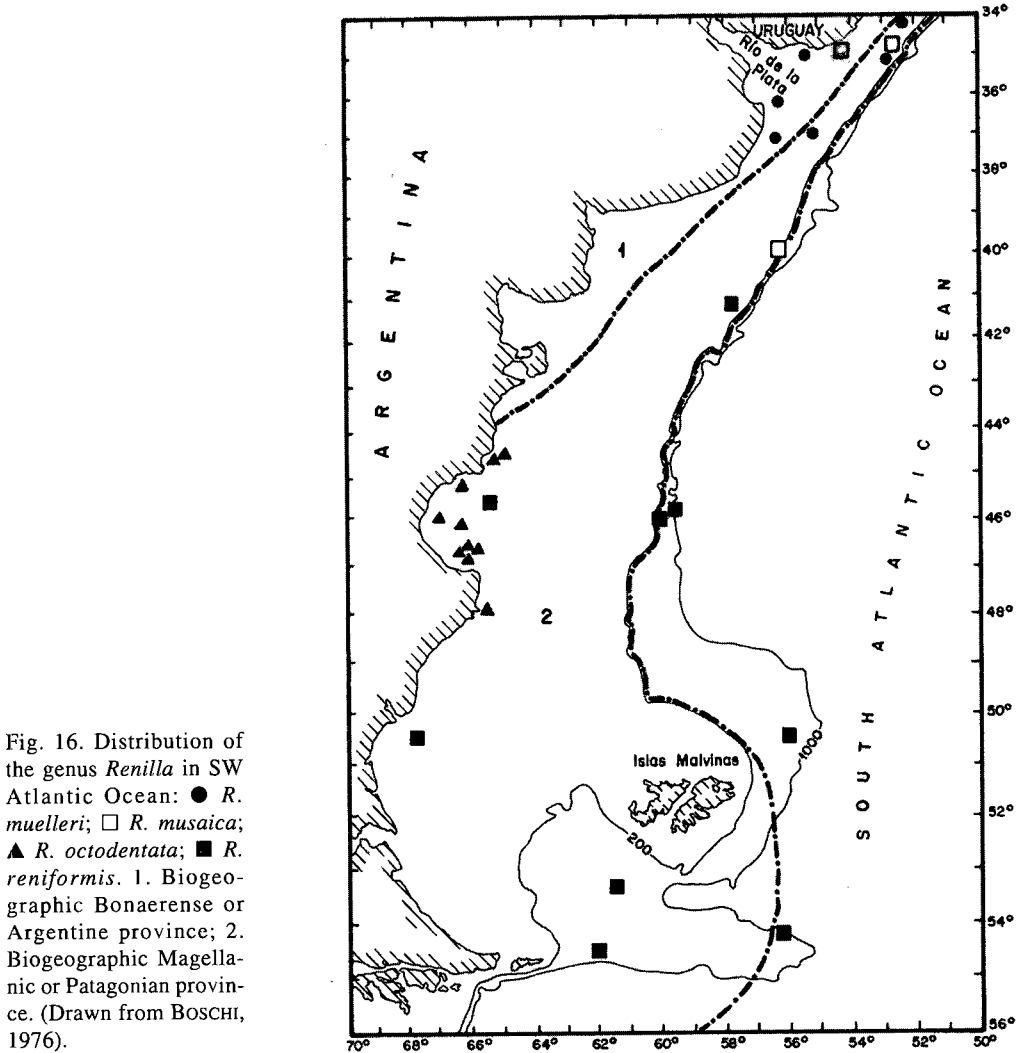 34°
URUGUAY
Río de la
Plata
36°
38°
ARGENTINA
1
40°
SOUTH ATLANTIC OCEAN
42°
44°
46°
2
48°
50°
1000
Islas Malvinas
52°
200
54°
56°
70° 68° 66° 64° 62° 60° 58° 56° 54° 52° 50°
Fig. 16. Distribution of
the genus Renilla in SW
Atlantic Ocean: ● R.
muelleri; □ R. musaica;
▲ R. octodentata; ■ R.
reniformis. 1. Biogeo-
graphic Bonaerense or
Argentine province; 2.
Biogeographic Magella-
nic or Patagonian provin-
ce. (Drawn from BOSCHI,
1976).